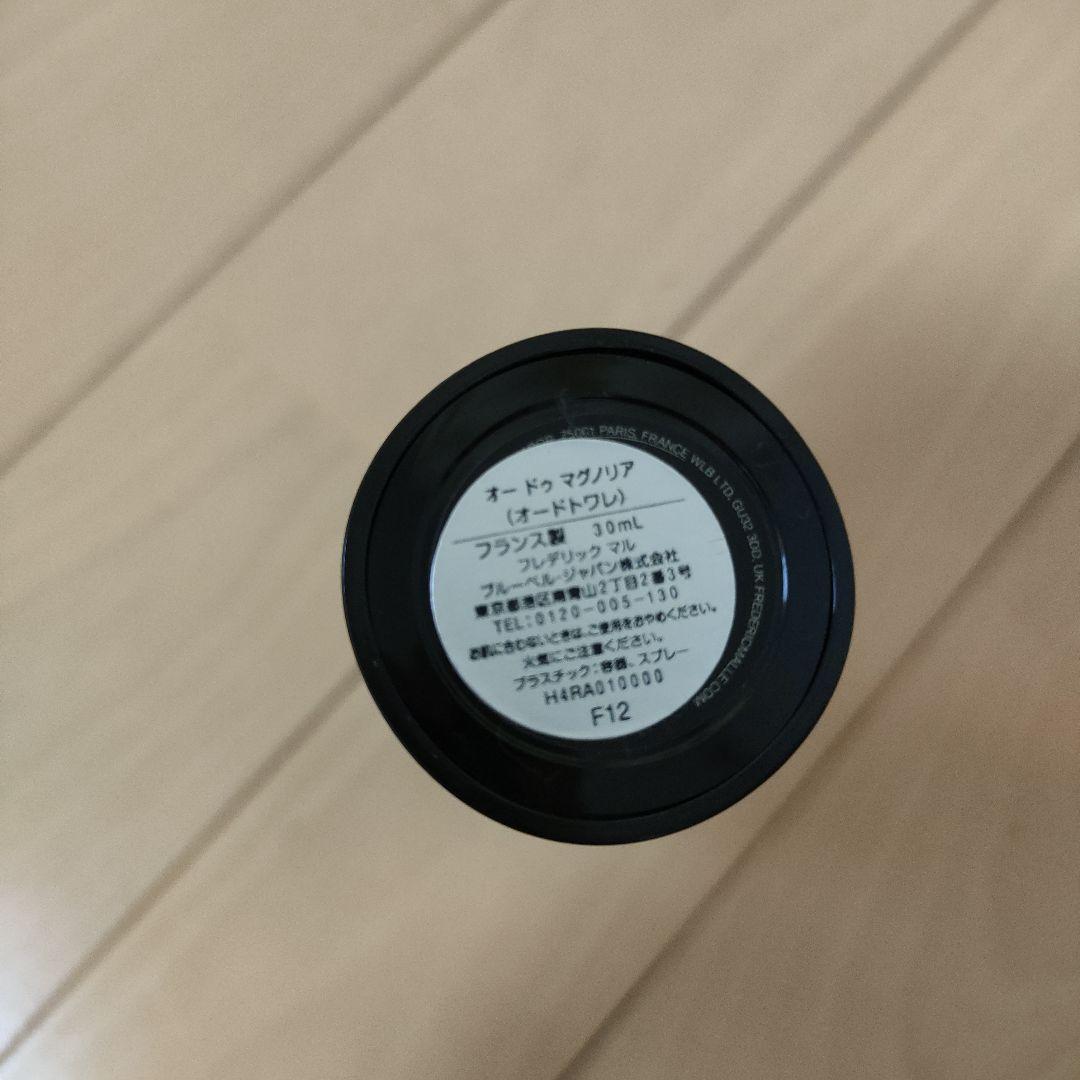 オー ドゥ マグノリア
(オードトワレ)
フランス製 30mL
フレデリック マル
ブルーベル・ジャパン株式会社
東京都港区南青山2丁目2番3号
TEL:0120-005-130
お肌に合わないときは、ご使用をおやめください。
火気にご注意ください。
プラスチック:容器、スプレー
H4RA010000
F12
PARIS, FRANCE WLB LTD, GU32 3DD, UK FREDERICMALLE.COM